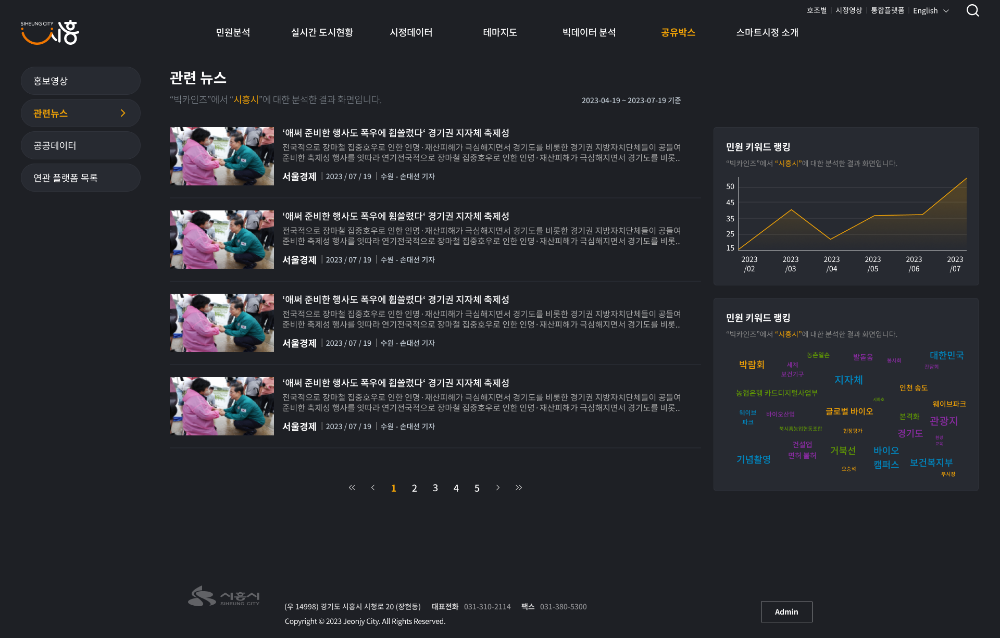 호조별 시정영상 통합플랫폼 English
SIHEUNG CITY
시흥
민원분석 실시간 도시현황 시정데이터 테마지도 빅데이터 분석 공유박스 스마트시정 소개
홍보영상
관련뉴스
공공데이터
연관 플랫폼 목록
관련 뉴스
“빅카인즈”에서 “시흥시”에 대한 분석한 결과 화면입니다.
2023-04-19 ~ 2023-07-19 기준
‘애써 준비한 행사도 폭우에 휩쓸렸다‘ 경기권 지자체 축제성
전국적으로 장마철 집중호우로 인한 인명·재산피해가 극심해지면서 경기도를 비롯한 경기권 지방자치단체들이 공들여
준비한 축제성 행사를 잇따라 연기전국적으로 장마철 집중호우로 인한 인명·재산피해가 극심해지면서 경기도를 비롯..
서울경제 2023 / 07 / 19 수원 - 손대선 기자
‘애써 준비한 행사도 폭우에 휩쓸렸다‘ 경기권 지자체 축제성
전국적으로 장마철 집중호우로 인한 인명·재산피해가 극심해지면서 경기도를 비롯한 경기권 지방자치단체들이 공들여
준비한 축제성 행사를 잇따라 연기전국적으로 장마철 집중호우로 인한 인명·재산피해가 극심해지면서 경기도를 비롯..
서울경제 2023 / 07 / 19 수원 - 손대선 기자
‘애써 준비한 행사도 폭우에 휩쓸렸다‘ 경기권 지자체 축제성
전국적으로 장마철 집중호우로 인한 인명·재산피해가 극심해지면서 경기도를 비롯한 경기권 지방자치단체들이 공들여
준비한 축제성 행사를 잇따라 연기전국적으로 장마철 집중호우로 인한 인명·재산피해가 극심해지면서 경기도를 비롯..
서울경제 2023 / 07 / 19 수원 - 손대선 기자
‘애써 준비한 행사도 폭우에 휩쓸렸다‘ 경기권 지자체 축제성
전국적으로 장마철 집중호우로 인한 인명·재산피해가 극심해지면서 경기도를 비롯한 경기권 지방자치단체들이 공들여
준비한 축제성 행사를 잇따라 연기전국적으로 장마철 집중호우로 인한 인명·재산피해가 극심해지면서 경기도를 비롯..
서울경제 2023 / 07 / 19 수원 - 손대선 기자
1 2 3 4 5
민원 키워드 랭킹
“빅카인즈”에서 “시흥시”에 대한 분석한 결과 화면입니다.
50
45
35
25
15
2023 2023 2023 2023 2023 2023
/02 /03 /04 /05 /06 /07
민원 키워드 랭킹
“빅카인즈”에서 “시흥시”에 대한 분석한 결과 화면입니다.
농촌일손 발돋움 봉사회 대한민국
박람회 세계 간담회
보건기구
지자체
인천 송도
농협은행 카드디지털사업부
시화호
웨이브파크
웨이브 바이오산업 글로벌 바이오 본격화 관광지
파크
북시흥농업협동조합 현장평가 경기도
환경
교육
건설업 거북선 바이오
면허 불허
기념촬영 캠퍼스 보건복지부
오승석 부시장
시흥시
SIHEUNG CITY
(우 14998) 경기도 시흥시 시청로 20 (장현동) 대표전화 031-310-2114 팩스 031-380-5300
Copyright © 2023 Jeonjy City. All Rights Reserved.
Admin